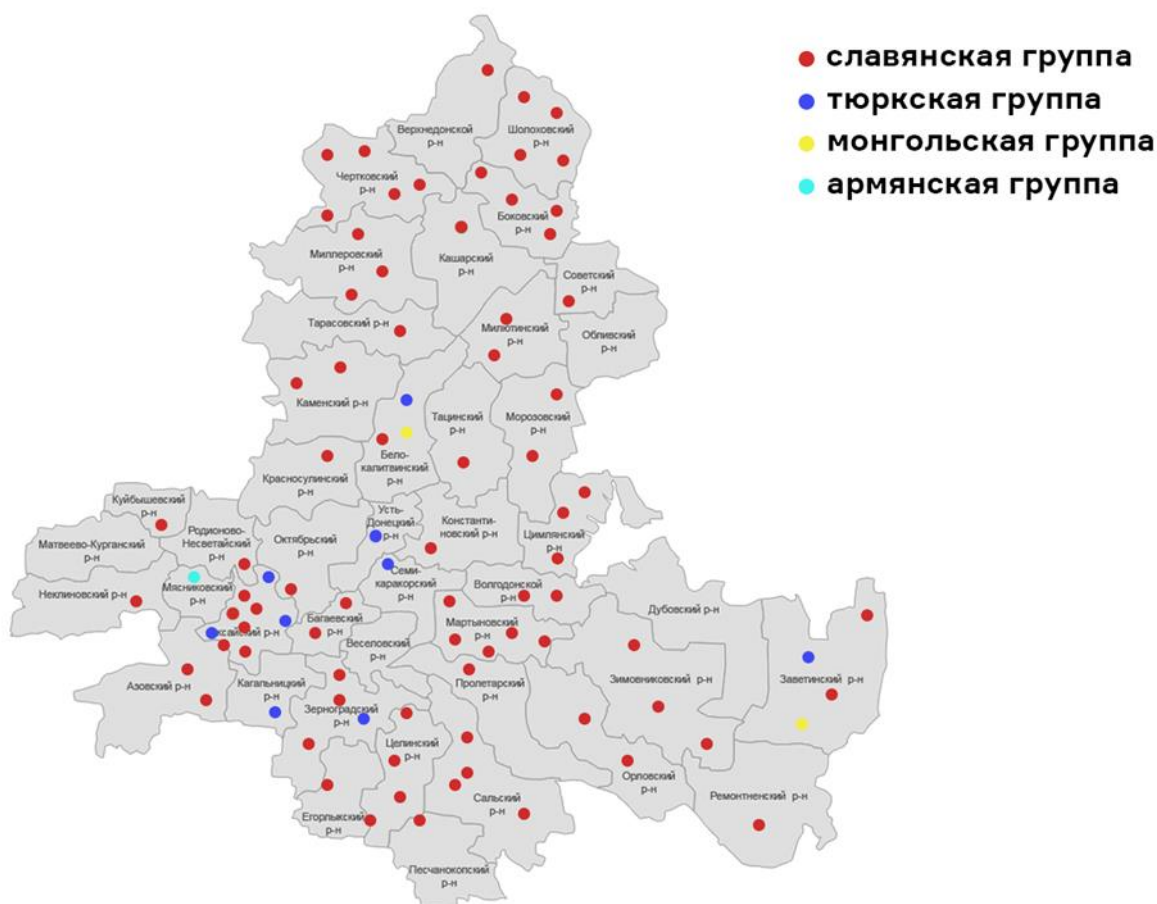 славянская группа
тюркская группа
монгольская группа
армянская группа
Верхнедонской
р-н
Шолоховский
р-н
Чертковский
р-н
Боковский
р-н
Миллеровский
р-н
Кашарский
р-н
Советский
р-н
Тарасовский р-н
Милютинский
р-н
Обливский
р-н
Каменский р-н
Тацинский
р-н
Морозовский
р-н
Бело-
калитвинский
р-н
Красносулинский
р-н
Куйбышевский
р-н
Родионово-
Несветайский
р-н
Октябрьский
р-н
Усть-
Донецкий
р-н
Константи-
новский р-н
Цимлянский
р-н
Матвеево-Курганский
р-н
Неклиновский р-н
Мясниковский
р-н
Семи-
каракорский
р-н
Волгодонской
р-н
Дубовский р-н
Аксайский р-н
Багаевский
р-н
Веселовский
р-н
Мартыновский
р-н
Азовский р-н
Кагальницкий
р-н
Зерноградский
р-н
Пролетарский
р-н
Зимовниковский р-н
Заветинский р-н
Целинский
р-н
Орловский
р-н
Ремонтненский р-н
Егорлыкский
р-н
Сальский
р-н
Песчанокопский
р-н